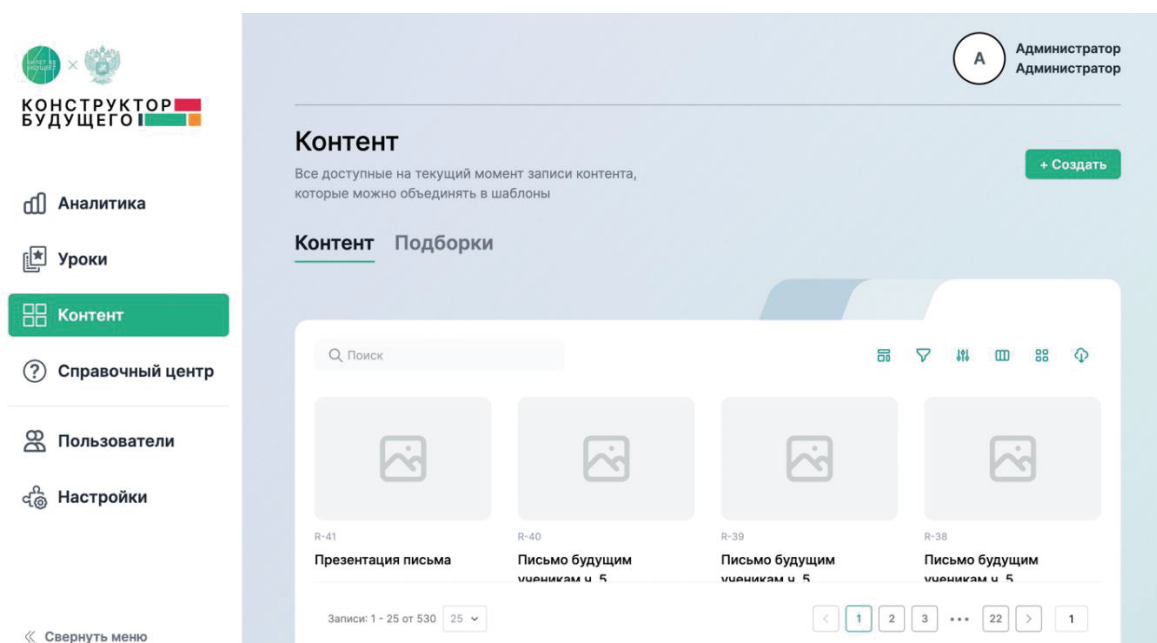 БИЛЕТ В БУДУЩЕЕ
КОНСТРУКТОР
БУДУЩЕГО
Аналитика
Уроки
Контент
Справочный центр
Пользователи
Настройки
Свернуть меню
А
Администратор
Администратор
Контент
Все доступные на текущий момент записи контента,
которые можно объединять в шаблоны
+ Создать
Контент Подборки
Поиск
R-41
Презентация письма
R-40
Письмо будущим
ученикам ч. 5
R-39
Письмо будущим
ученикам ч. 5
R-38
Письмо будущим
ученикам ч. 5
Записи: 1 - 25 от 530 25
1 2 3 ••• 22 1